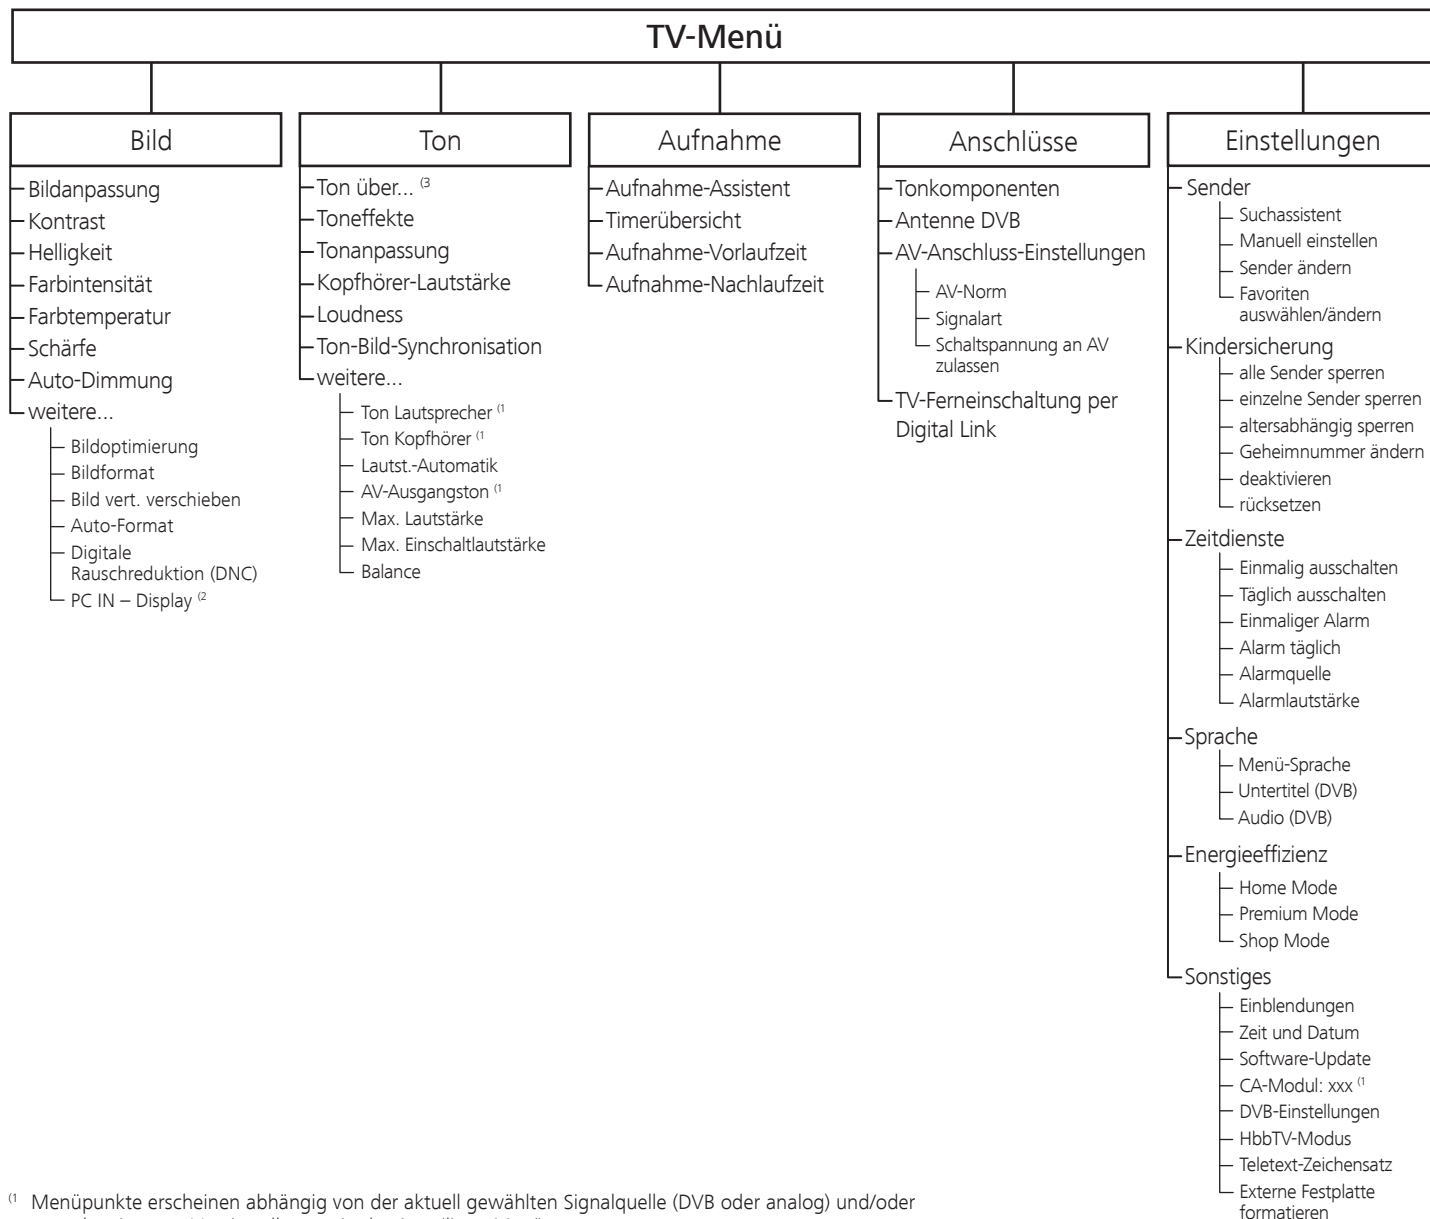 TV-Menü
Bild
Bildanpassung
Kontrast
Helligkeit
Farbintensität
Farbtemperatur
Schärfe
Auto-Dimmung
weitere...
Bildoptimierung
Bildformat
Bild vert. verschieben
Auto-Format
Digitale
Rauschreduktion (DNC)
PC IN – Display (2
Ton
Ton über... (3
Toneffekte
Tonanpassung
Kopfhörer-Lautstärke
Loudness
Ton-Bild-Synchronisation
weitere...
Ton Lautsprecher (1
Ton Kopfhörer (1
Lautst.-Automatik
AV-Ausgangston (1
Max. Lautstärke
Max. Einschaltlautstärke
Balance
Aufnahme
Aufnahme-Assistent
Timerübersicht
Aufnahme-Vorlaufzeit
Aufnahme-Nachlaufzeit
Anschlüsse
Tonkomponenten
Antenne DVB
AV-Anschluss-Einstellungen
AV-Norm
Signalart
Schaltspannung an AV
zulassen
TV-Ferneinschaltung per
Digital Link
Einstellungen
Sender
Suchassistent
Manuell einstellen
Sender ändern
Favoriten
auswählen/ändern
Kindersicherung
alle Sender sperren
einzelne Sender sperren
altersabhängig sperren
Geheimnummer ändern
deaktivieren
rücksetzen
Zeitdienste
Einmalig ausschalten
Täglich ausschalten
Einmaliger Alarm
Alarm täglich
Alarmquelle
Alarmlautstärke
Sprache
Menü-Sprache
Untertitel (DVB)
Audio (DVB)
Energieeffizienz
Home Mode
Premium Mode
Shop Mode
Sonstiges
Einblendungen
Zeit und Datum
Software-Update
CA-Modul: xxx (1
DVB-Einstellungen
HbbTV-Modus
Teletext-Zeichensatz
Externe Festplatte
formatieren
(1 Menüpunkte erscheinen abhängig von der aktuell gewählten Signalquelle (DVB oder analog) und/oder